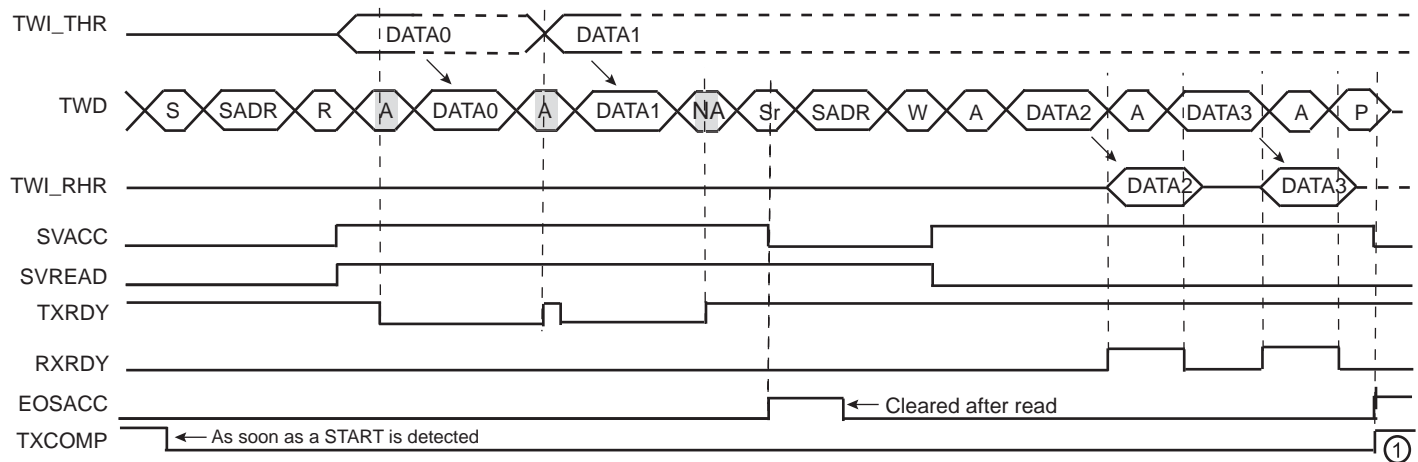 TWI_THR DATA0 DATA1
TWD S SADR R A DATA0 A DATA1 NA Sr SADR W A DATA2 A DATA3 A P
TWI_RHR DATA2 DATA3
SVACC
SVREAD
TXRDY
RXRDY
EOSACC Cleared after read
TXCOMP As soon as a START is detected 1